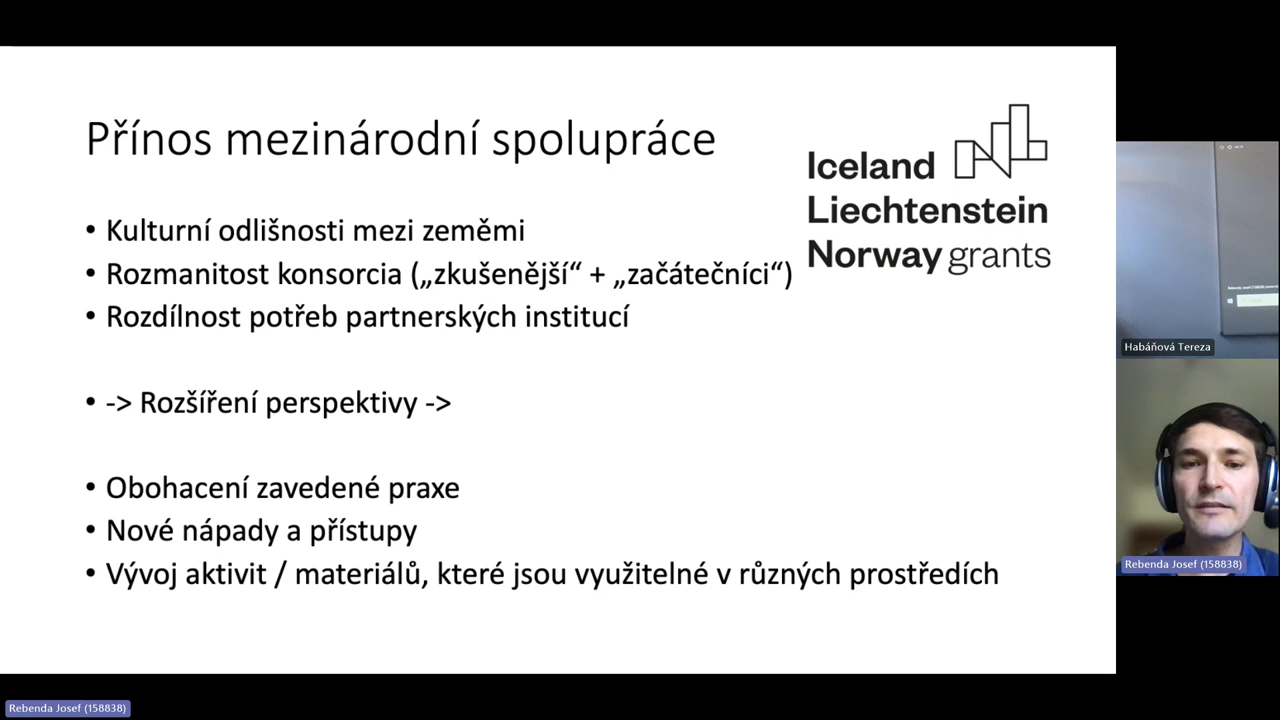 Přínos mezinárodní spolupráce
Iceland
Liechtenstein
Norway grants
• Kulturní odlišnosti mezi zeměmi
• Rozmanitost konsorcia („zkušenější“ + „začátečníci“)
• Rozdílnost potřeb partnerských institucí
• -> Rozšíření perspektivy ->
• Obohacení zavedené praxe
• Nové nápady a přístupy
• Vývoj aktivit / materiálů, které jsou využitelné v různých prostředích
Habáňová Tereza
Rebenda Josef (158838)
Rebenda Josef (158838)